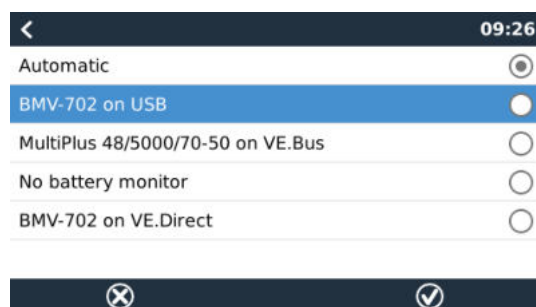 09:26
Automatic
BMV-702 on USB
MultiPlus 48/5000/70-50 on VE.Bus
No battery monitor
BMV-702 on VE.Direct